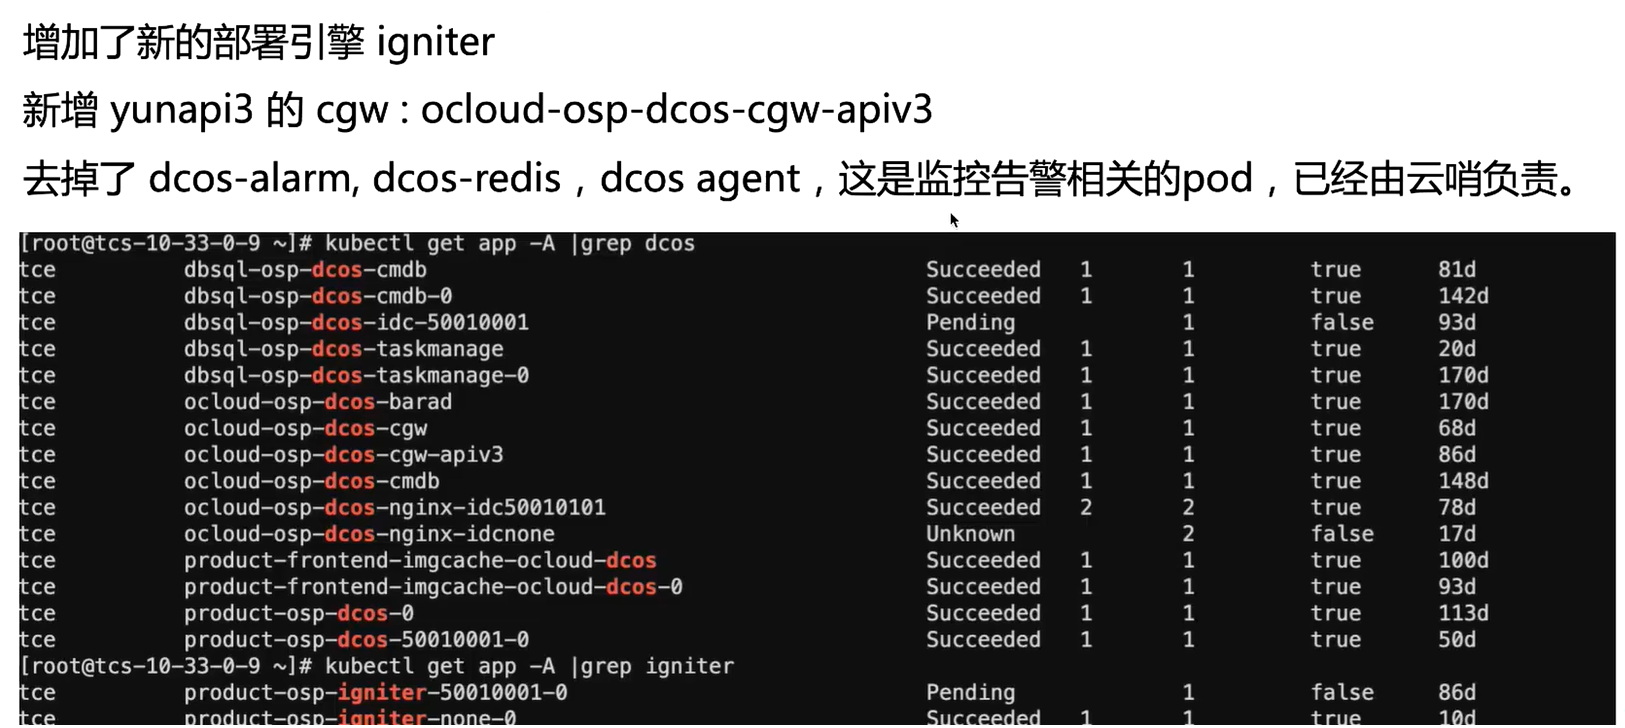 增加了新的部署引擎 igniter
新增 yunapi3 的 cgw : ocloud-osp-dcos-cgw-apiv3
去掉了 dcos-alarm, dcos-redis，dcos agent，这是监控告警相关的pod，已经由云哨负责。
[root@tcs-10-33-0-9 ~]# kubectl get app -A |grep dcos
tce dbsql-osp-dcos-cmdb Succeeded 1 1 true 81d
tce dbsql-osp-dcos-cmdb-0 Succeeded 1 1 true 142d
tce dbsql-osp-dcos-idc-50010001 Pending 1 false 93d
tce dbsql-osp-dcos-taskmanage Succeeded 1 1 true 20d
tce dbsql-osp-dcos-taskmanage-0 Succeeded 1 1 true 170d
tce ocloud-osp-dcos-barad Succeeded 1 1 true 170d
tce ocloud-osp-dcos-cgw Succeeded 1 1 true 68d
tce ocloud-osp-dcos-cgw-apiv3 Succeeded 1 1 true 86d
tce ocloud-osp-dcos-cmdb Succeeded 1 1 true 148d
tce ocloud-osp-dcos-nginx-idc50010101 Succeeded 2 2 true 78d
tce ocloud-osp-dcos-nginx-idcnone Unknown 2 false 17d
tce product-frontend-imgcache-ocloud-dcos Succeeded 1 1 true 100d
tce product-frontend-imgcache-ocloud-dcos-0 Succeeded 1 1 true 93d
tce product-osp-dcos-0 Succeeded 1 1 true 113d
tce product-osp-dcos-50010001-0 Succeeded 1 1 true 50d
[root@tcs-10-33-0-9 ~]# kubectl get app -A |grep igniter
tce product-osp-igniter-50010001-0 Pending 1 false 86d
tce product-osp-igniter-none-0 Succeeded 1 1 true 10d